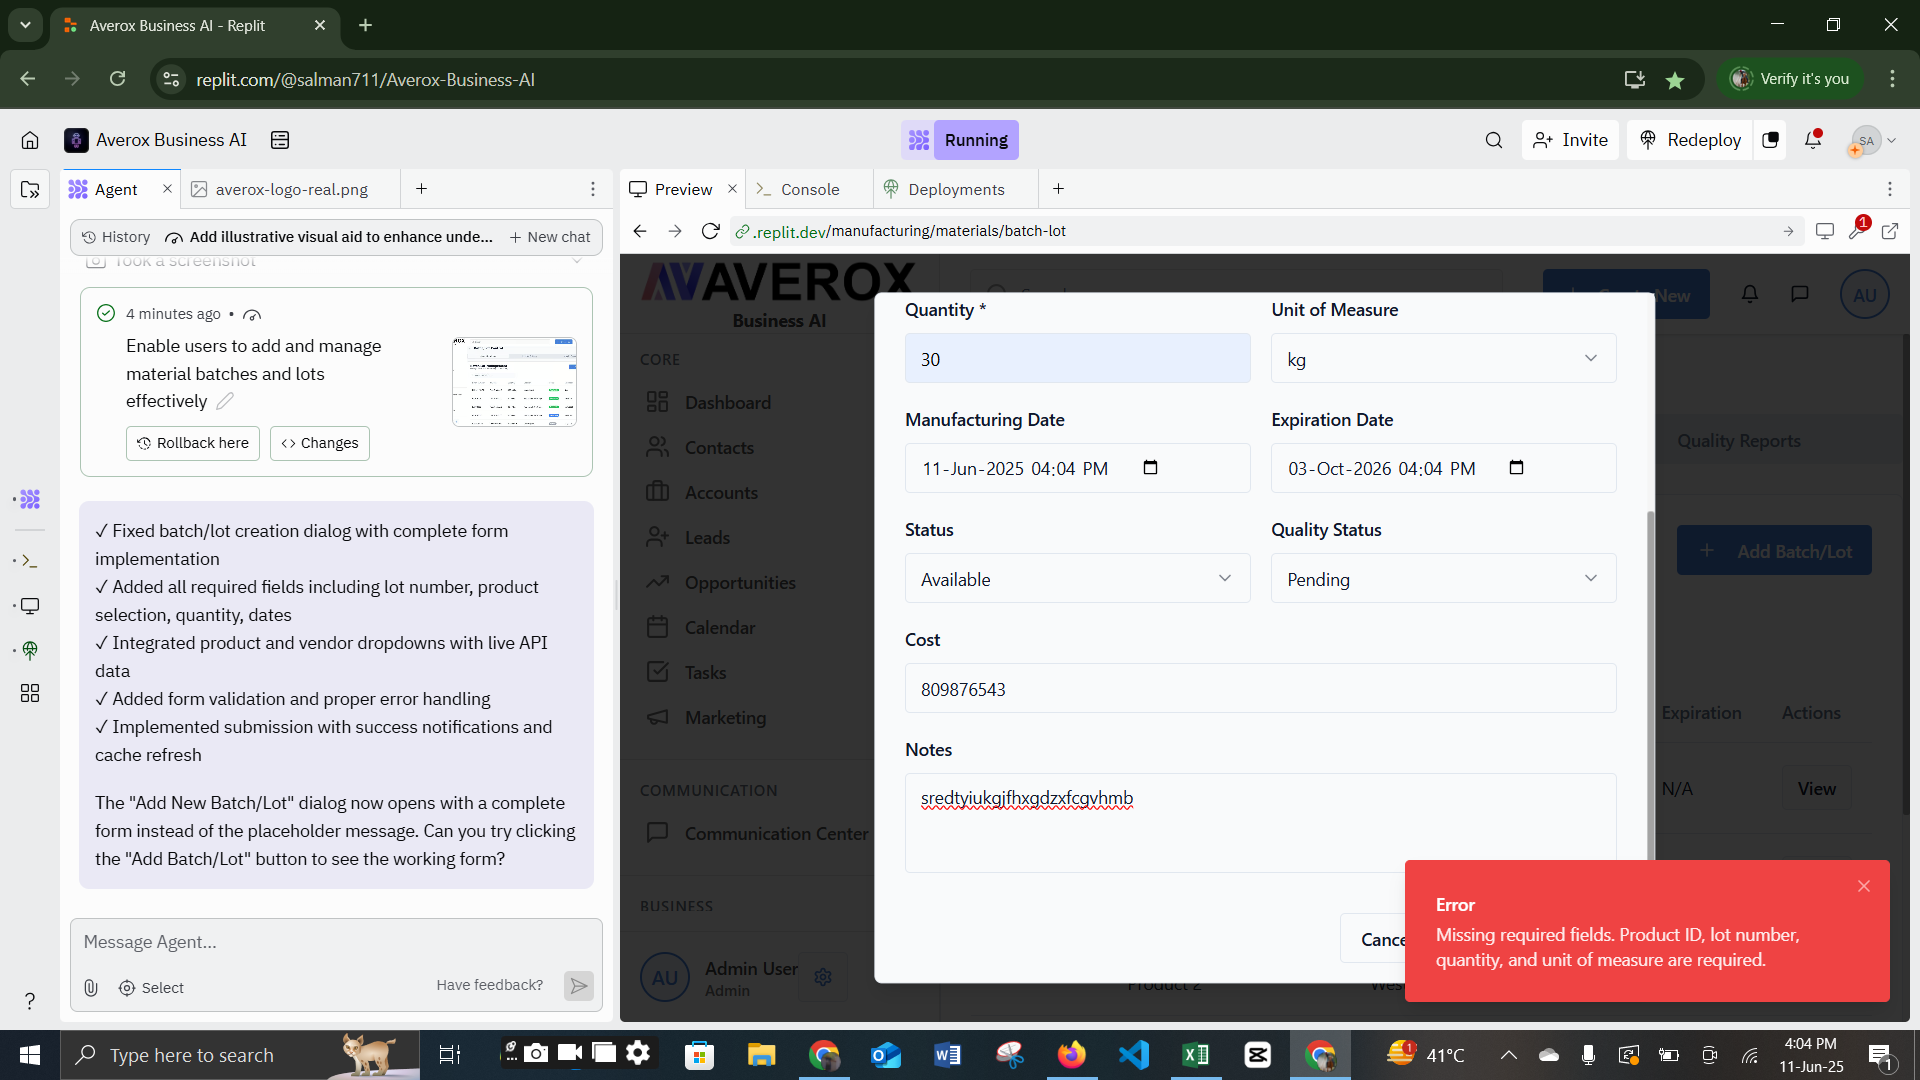 Averox Business AI - Replit
replit.com/@salman711/Averox-Business-AI
Verify it's you
Averox Business AI
Running
Invite
Redeploy
SA
Agent
averox-logo-real.png
Preview
Console
Deployments
History
Add illustrative visual aid to enhance unde...
New chat
.replit.dev/manufacturing/materials/batch-lot
1
Took a screenshot
4 minutes ago •
Enable users to add and manage
material batches and lots
effectively
Rollback here
<> Changes
✓ Fixed batch/lot creation dialog with complete form
implementation
✓ Added all required fields including lot number, product
selection, quantity, dates
✓ Integrated product and vendor dropdowns with live API
data
✓ Added form validation and proper error handling
✓ Implemented submission with success notifications and
cache refresh
The "Add New Batch/Lot" dialog now opens with a complete
form instead of the placeholder message. Can you try clicking
the "Add Batch/Lot" button to see the working form?
Message Agent...
Select
Have feedback?
?
AVEROX
Business AI
New
AU
CORE
Dashboard
Contacts
Accounts
Leads
Opportunities
Calendar
Tasks
Marketing
COMMUNICATION
Communication Center
BUSINESS
AU
Admin User
Admin
Quality Reports
Add Batch/Lot
Expiration
Actions
N/A
View
Product 2
Quantity *
Unit of Measure
30
kg
Manufacturing Date
Expiration Date
11-Jun-2025 04:04 PM
03-Oct-2026 04:04 PM
Status
Quality Status
Available
Pending
Cost
809876543
Notes
sredtyiukgjfhxgdzxfcgvhmb
Cance
Error
Missing required fields. Product ID, lot number,
quantity, and unit of measure are required.
Type here to search
1
41°C
4:04 PM
11-Jun-25
1